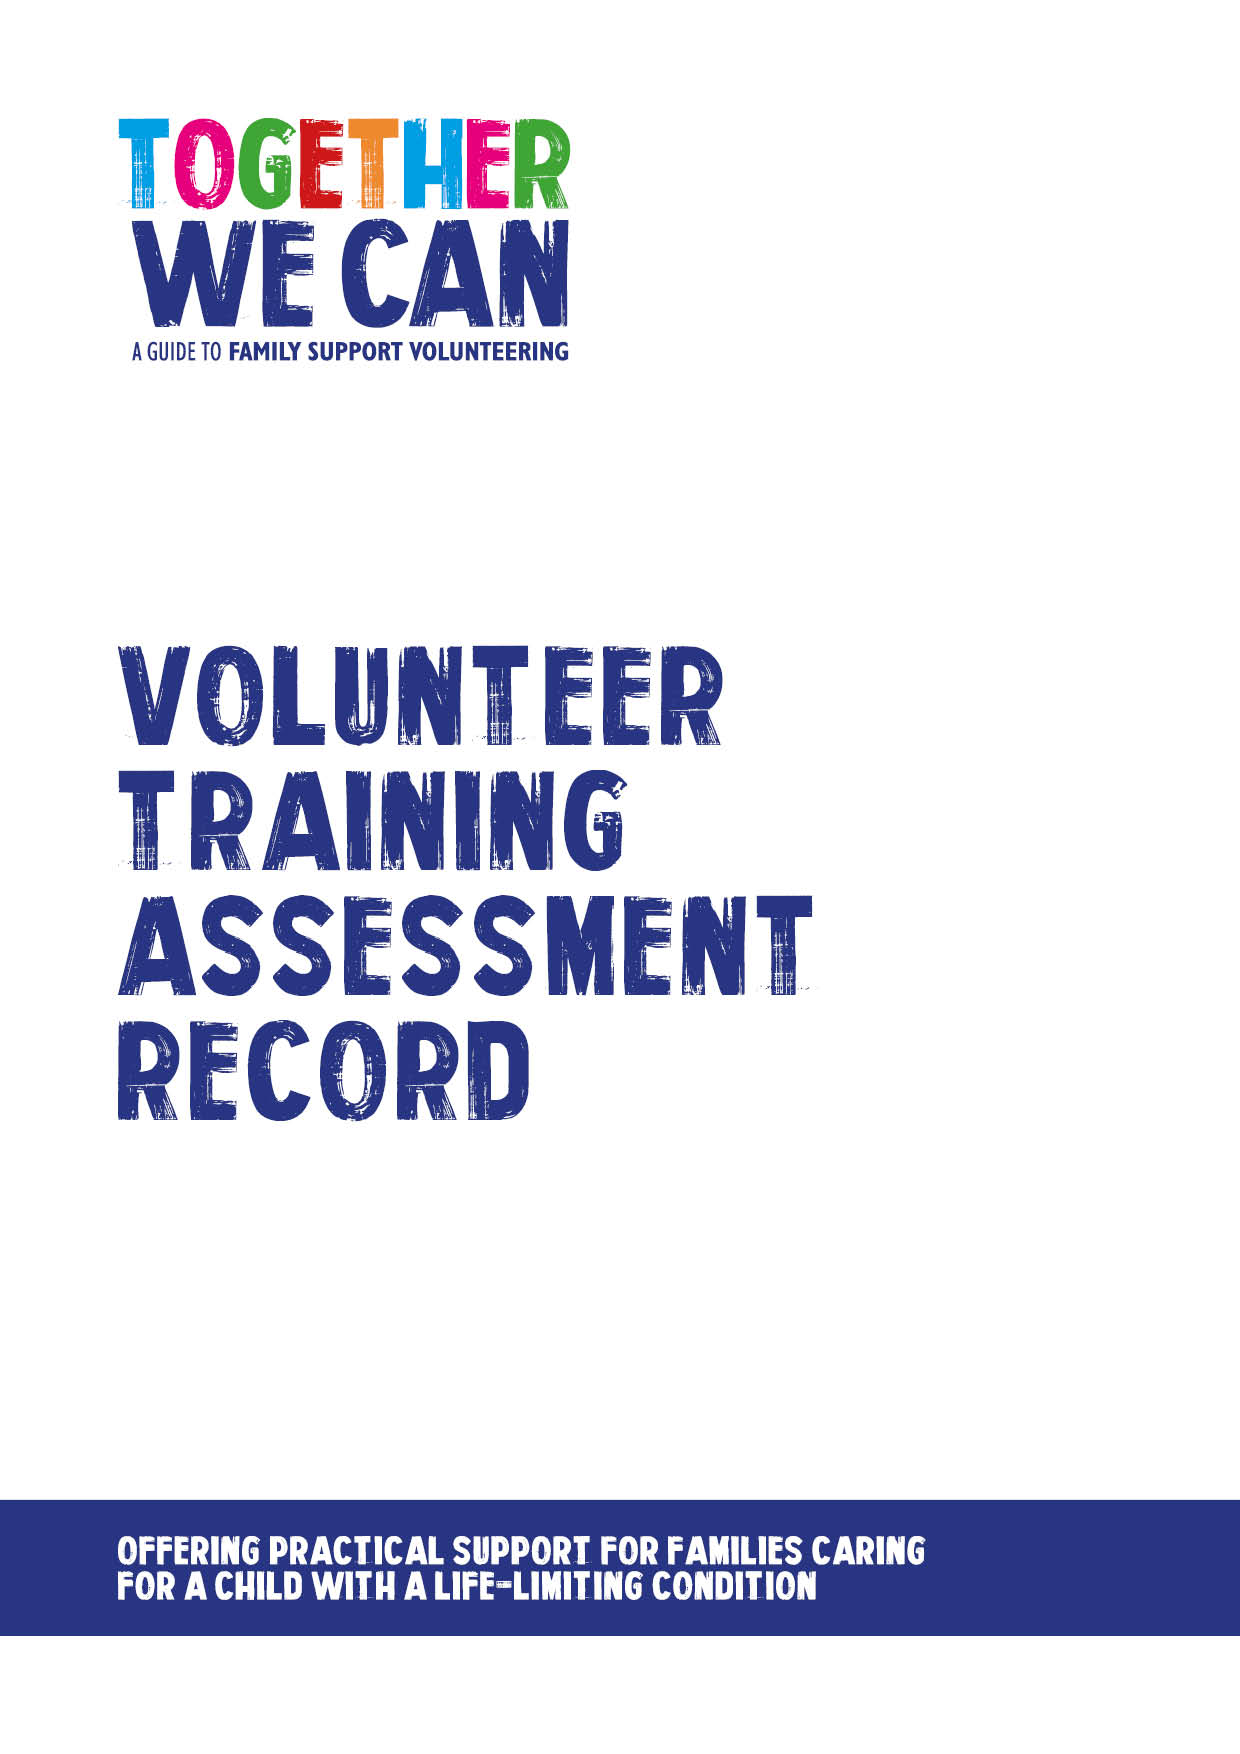 TOGETHER
WE CAN
A GUIDE TO FAMILY SUPPORT VOLUNTEERING
VOLUNTEER
TRAINING
ASSESSMENT
RECORD
OFFERING PRACTICAL SUPPORT FOR FAMILIES CARING
FOR A CHILD WITH A LIFE-LIMITING CONDITION